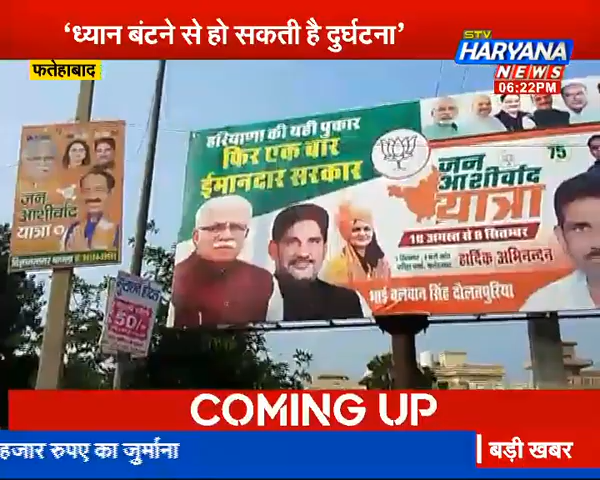 ‘ध्यान बंटने से हो सकती है दुर्घटना’
फतेहाबाद
STV
HARYANA
NEWS
06:22PM
हरियाणा की यही पुकार
फिर एक बार
ईमानदार सरकार
जन
आशीर्वाद
यात्रा
75
18 अगस्त से 8 सितम्बर
हार्दिक अभिनन्दन
भाई बलवान सिंह दौलतपुरिया
जन
आशीर्वाद
यात्रा
50/-
COMING UP
हजार रुपए का जुर्माना
बड़ी खबर